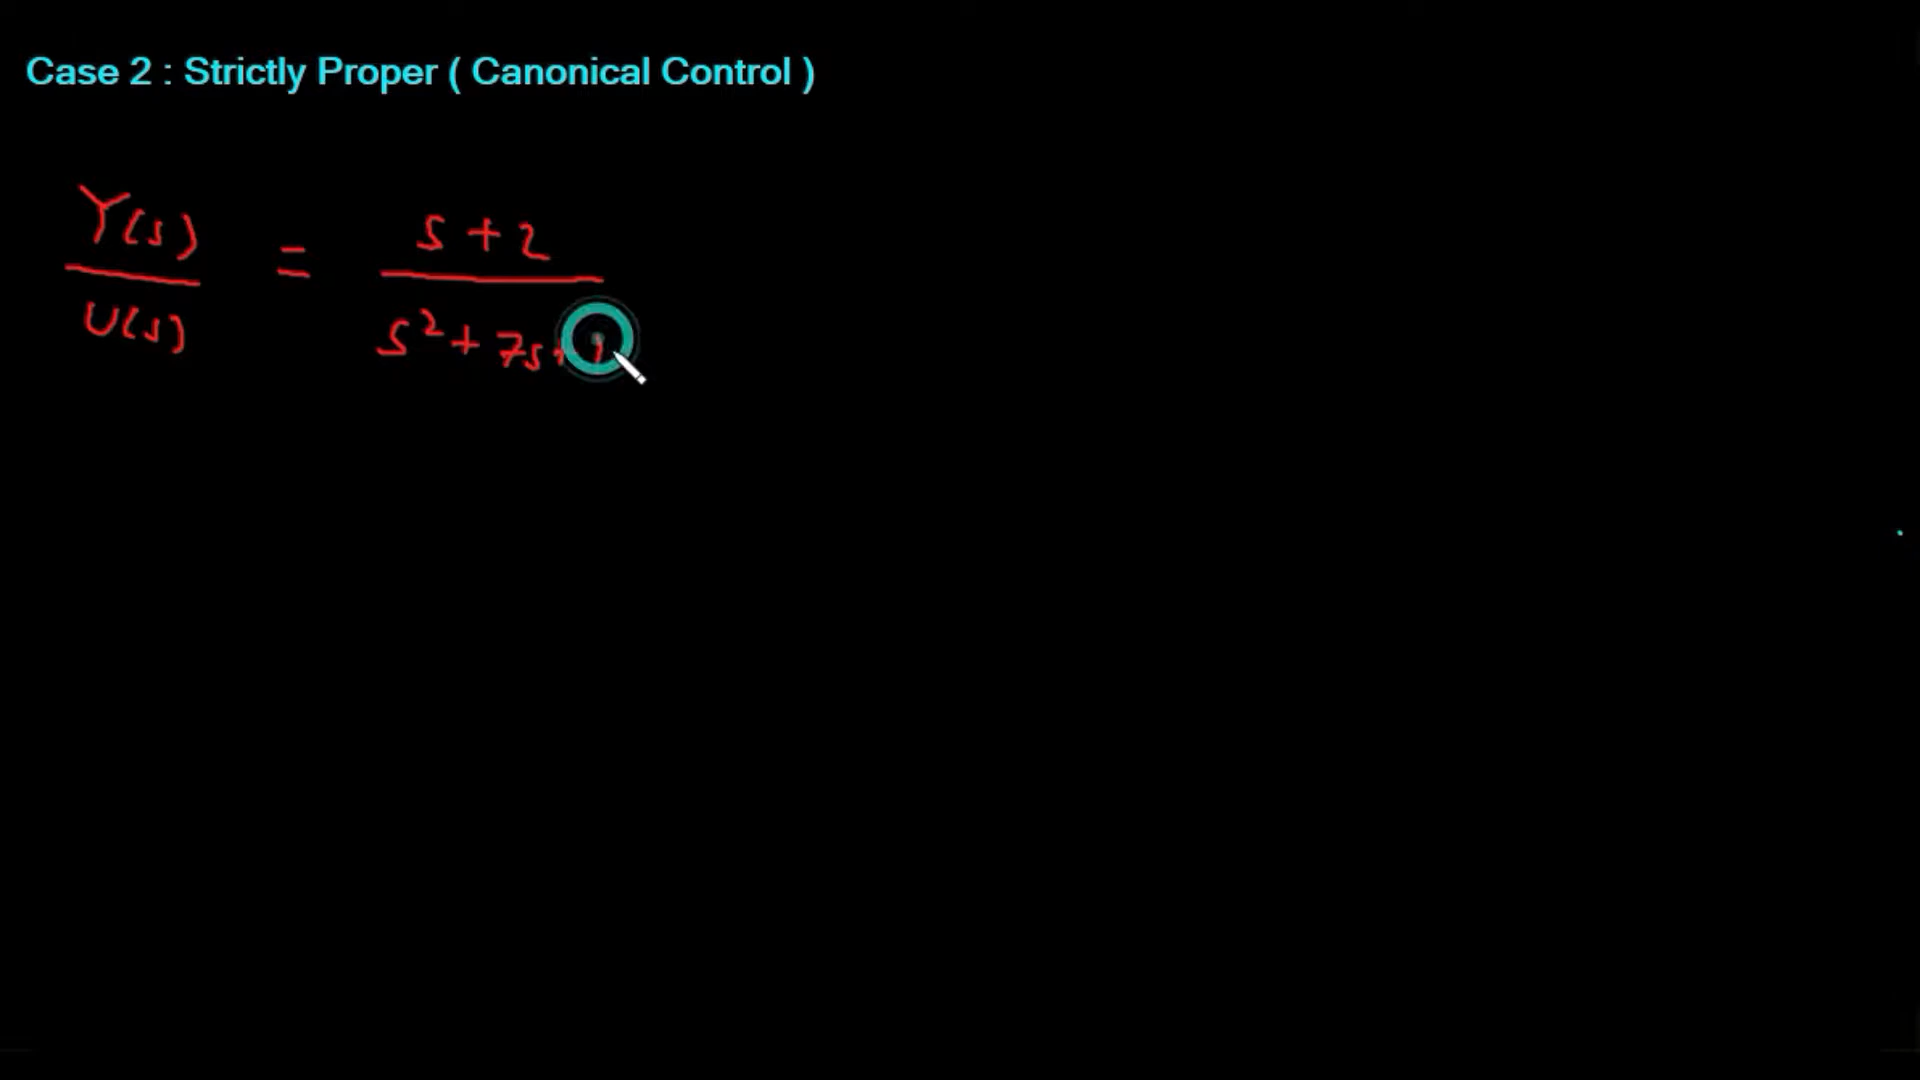 Case 2 : Strictly Proper ( Canonical Control )
Y(s) = s + 2
U(s) s² + 7s +